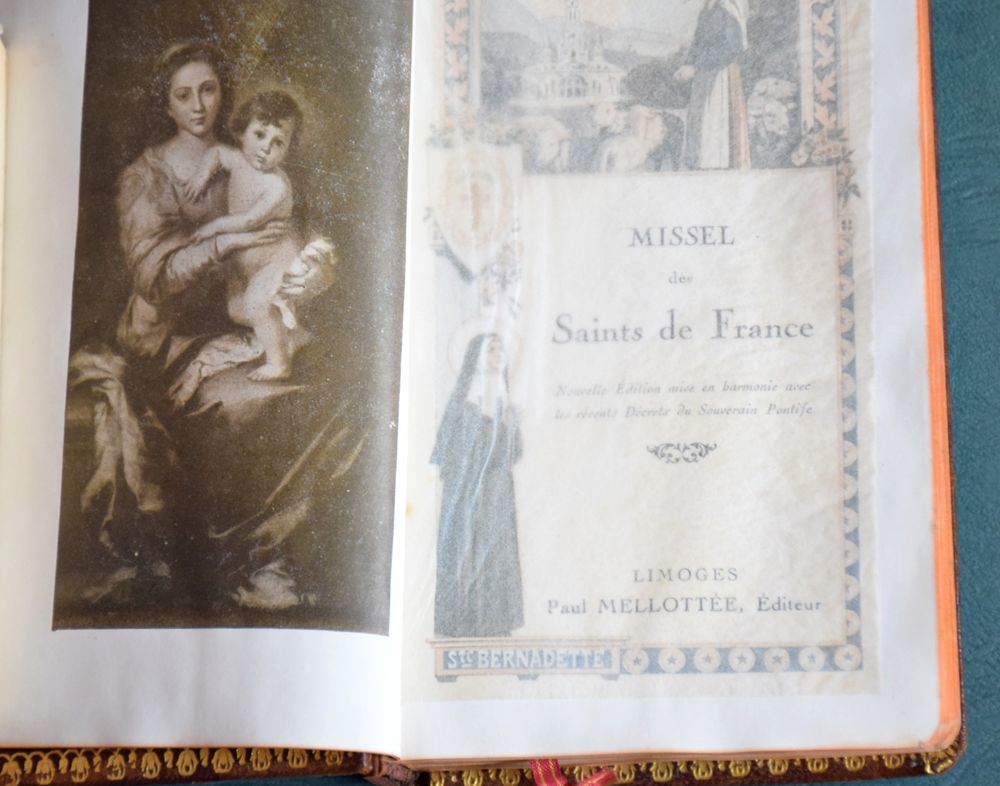 MISSEL
des
Saints de France
Nouvelle Édition mise en harmonie avec
les récents Décrets du Souverain Pontife
LIMOGES
Paul MELLOTTÉE, Éditeur
STE BERNADETTE